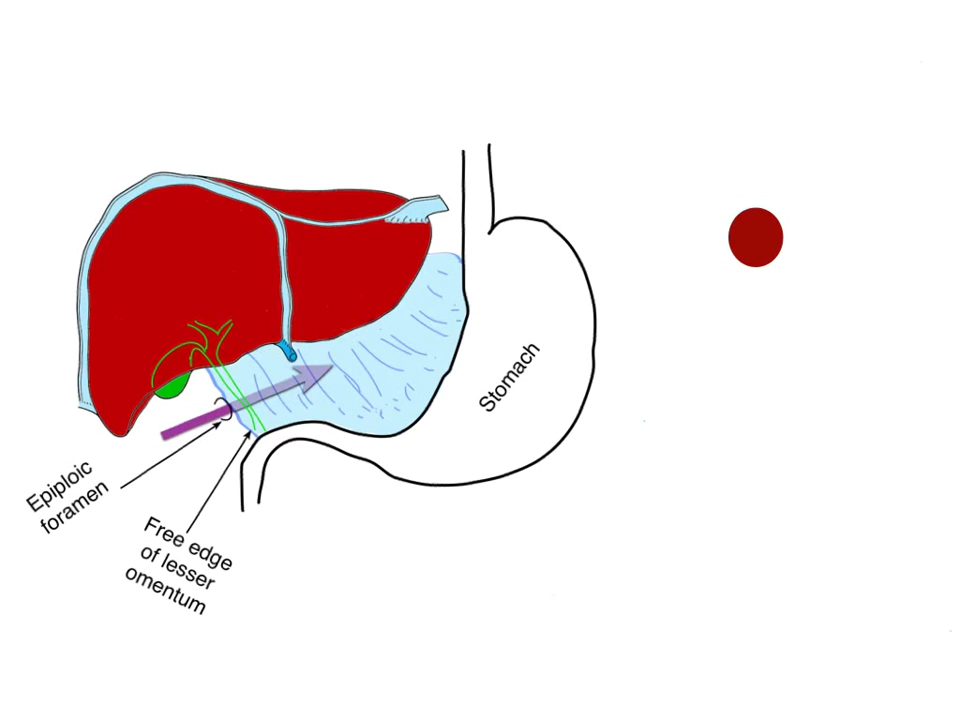 Stomach
Epiploic
foramen
Free edge
of lesser
omentum